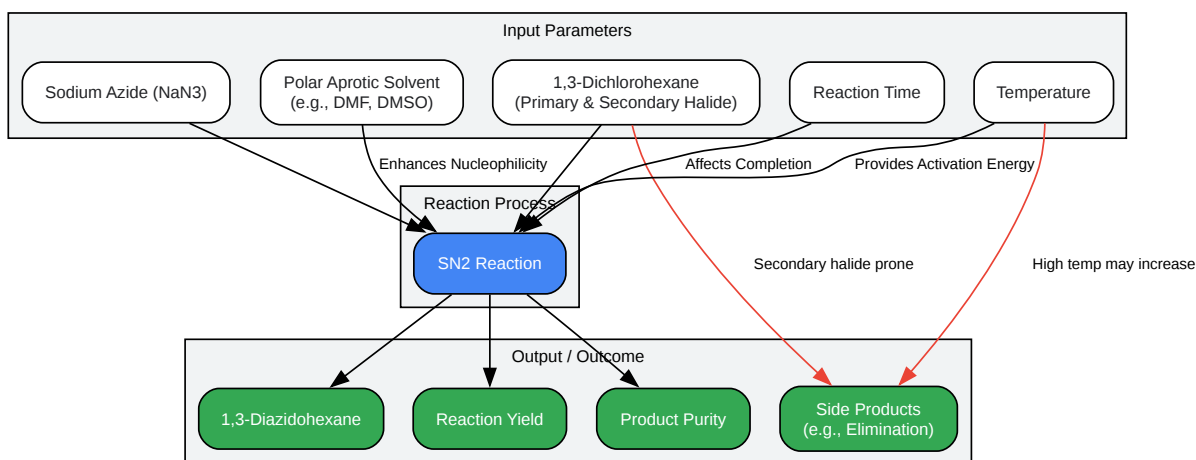 Input Parameters
Sodium Azide (NaN3)
Polar Aprotic Solvent
(e.g., DMF, DMSO)
1,3-Dichlorohexane
(Primary & Secondary Halide)
Reaction Time
Temperature
Enhances Nucleophilicity
Affects Completion
Provides Activation Energy
Reaction Process
SN2 Reaction
Secondary halide prone
High temp may increase
Output / Outcome
1,3-Diazidohexane
Reaction Yield
Product Purity
Side Products
(e.g., Elimination)